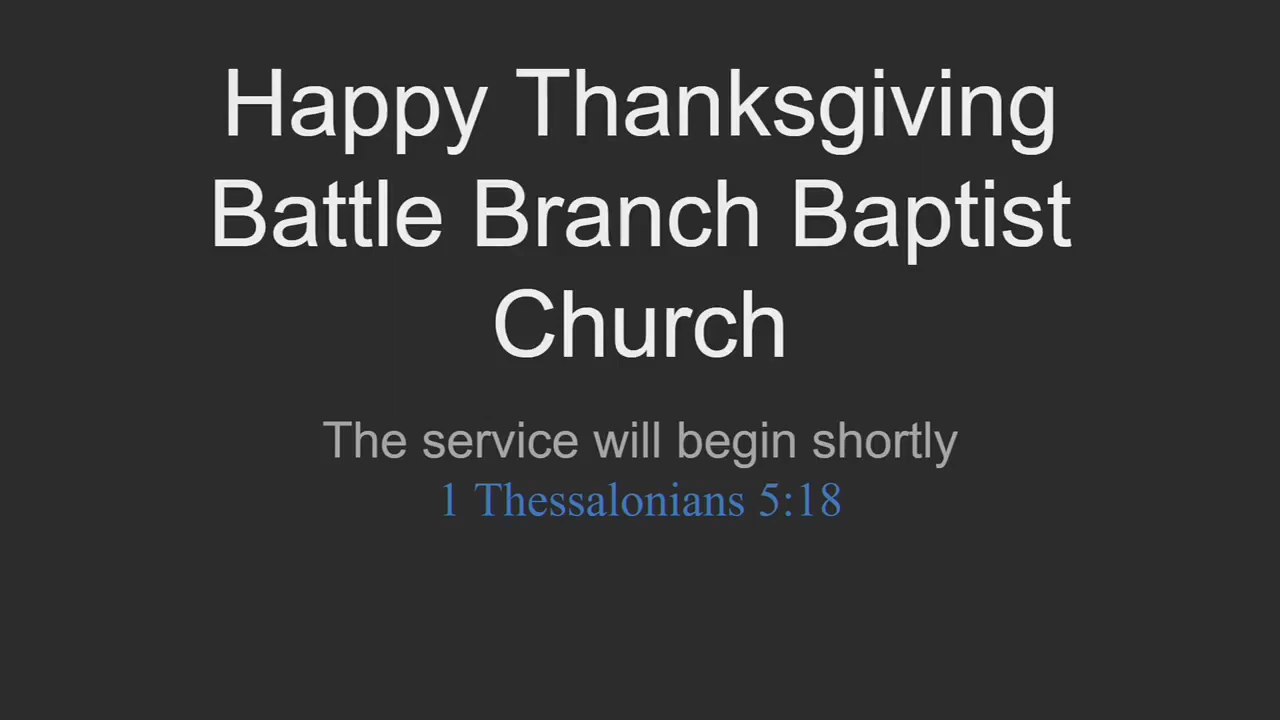 Happy Thanksgiving
Battle Branch Baptist
Church
The service will begin shortly
1 Thessalonians 5:18